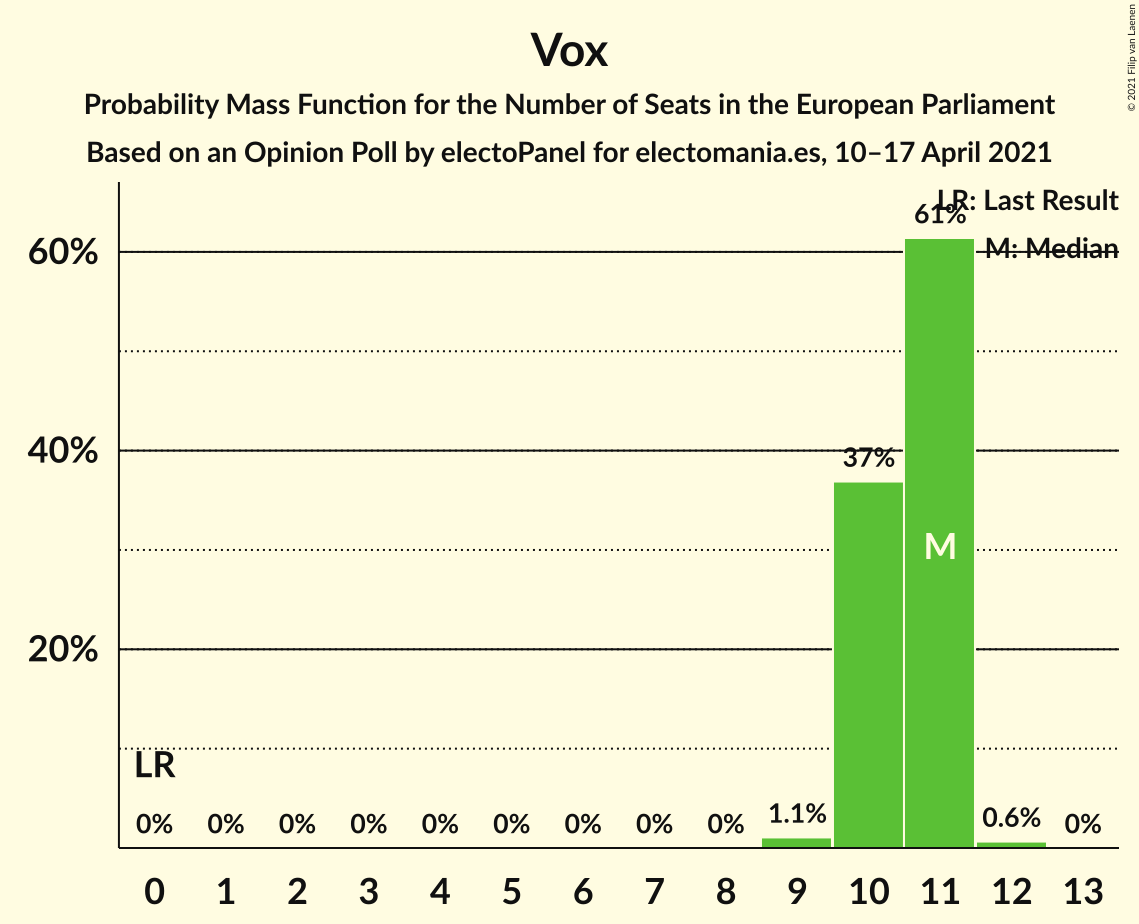 Vox
Probability Mass Function for the Number of Seats in the European Parliament
Based on an Opinion Poll by electoPanel for electomania.es, 10–17 April 2021
© 2021 Filip van Laenen
LR: Last Result
M: Median
60%
40%
20%
61%
37%
M
LR
0% 0% 0% 0% 0% 0% 0% 0% 0% 1.1% 0.6% 0%
0 1 2 3 4 5 6 7 8 9 10 11 12 13